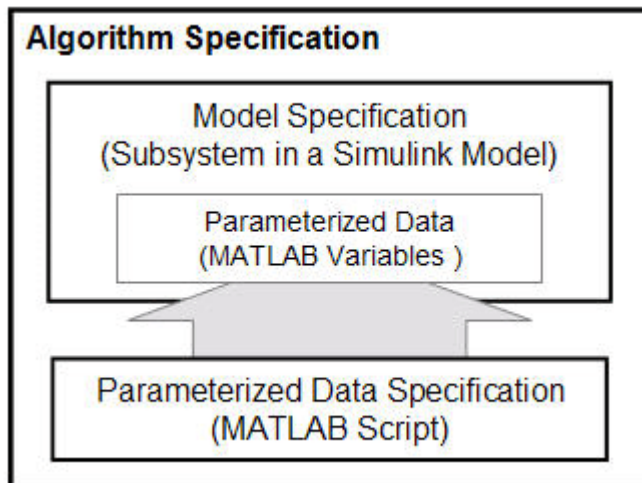 Algorithm Specification
Model Specification
(Subsystem in a Simulink Model)
Parameterized Data
(MATLAB Variables )
Parameterized Data Specification
(MATLAB Script)